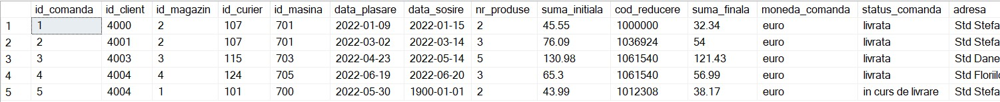 id_comanda id_client id_magazin id_curier id_masina data_plasare data_sosire nr_produse suma_initiala cod_reducere suma_finala moneda_comanda status_comanda adresa
1 1 4000 2 107 701 2022-01-09 2022-01-15 2 45.55 1000000 32.34 euro livrata Std Stefa
2 2 4001 2 107 701 2022-03-02 2022-03-14 3 76.09 1036924 54 euro livrata Std Stefa
3 3 4003 3 115 703 2022-04-23 2022-05-14 5 130.98 1061540 121.43 euro livrata Std Dane
4 4 4004 4 124 705 2022-06-19 2022-06-20 3 65.3 1061540 56.99 euro livrata Std Florilo
5 5 4004 1 101 700 2022-05-30 1900-01-01 2 43.99 1012308 38.17 euro in curs de livrare Std Stefa